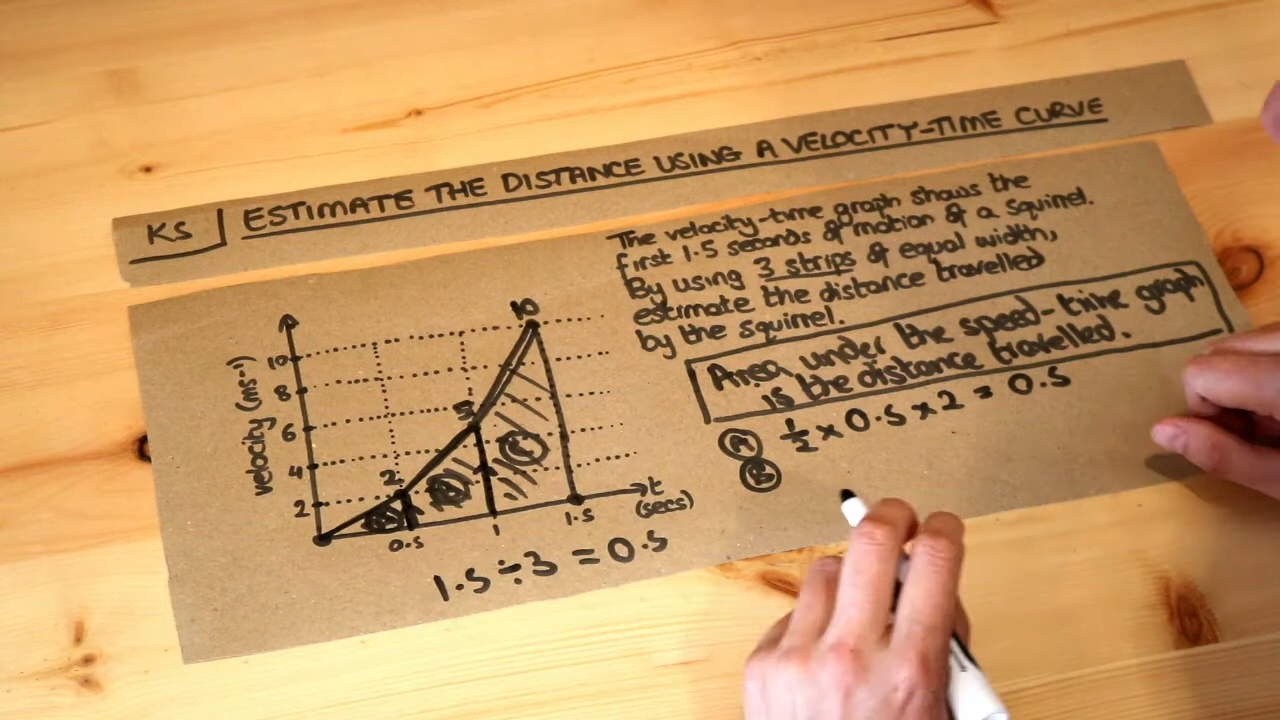 KS
ESTIMATE THE DISTANCE USING A VELOCITY-TIME CURVE
The velocity-time graph shows the
first 1.5 seconds of motion of a squirrel.
By using 3 strips of equal width,
estimate the distance travelled
by the squirrel.
Area under the speed-time graph
is the distance travelled.
A ½ × 0.5 × 2 = 0.5
B
velocity (ms⁻¹)
10
8
6
4
2
2
5
10
A
B
C
0.5
1
1.5
t
(secs)
1.5 ÷ 3 = 0.5